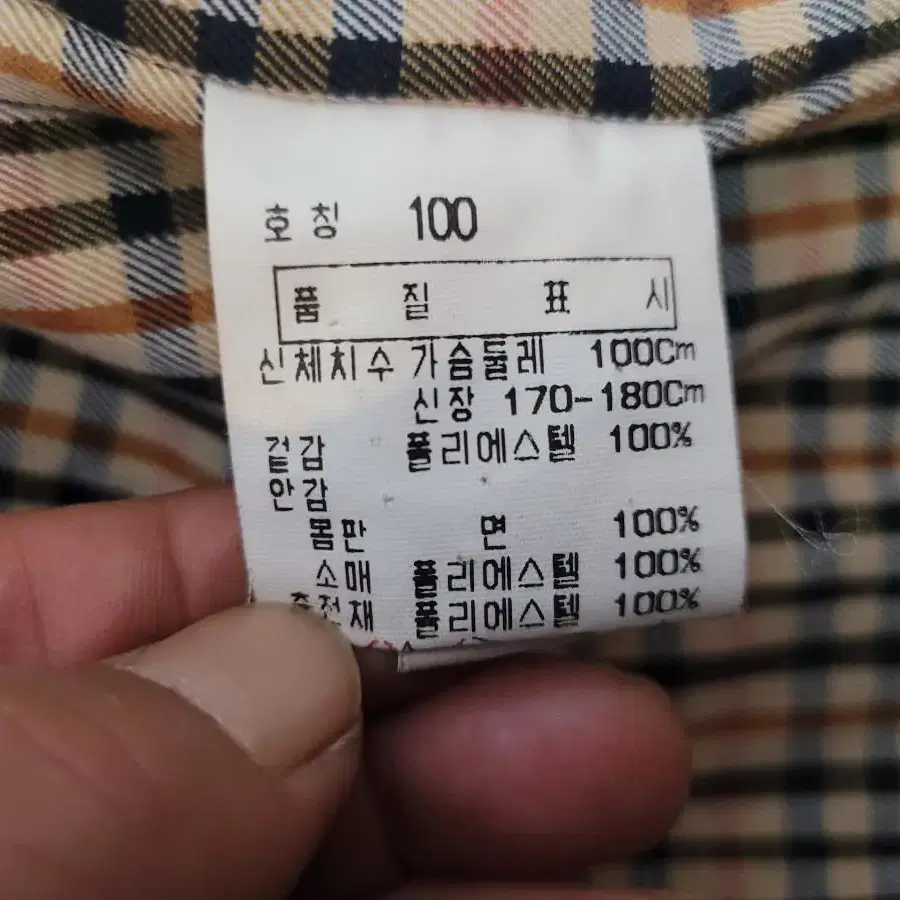 호칭 100
품질표시
신체치수 가슴둘레 100Cm
신장 170-180Cm
겉감 폴리에스텔 100%
안감
몸판 면 100%
소매 폴리에스텔 100%
충전재 폴리에스텔 100%